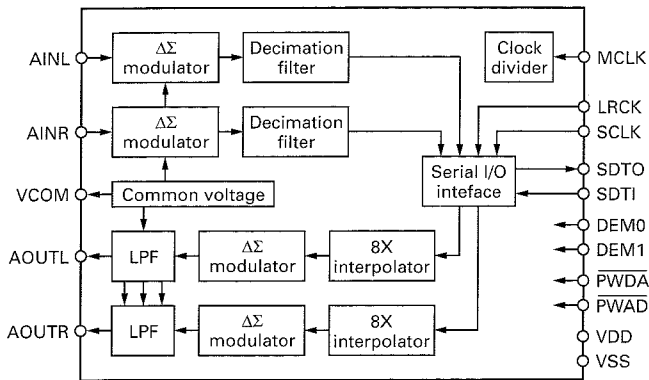 AINL
ΔΣ
modulator
Decimation
filter
Clock
divider
MCLK
LRCK
AINR
ΔΣ
modulator
Decimation
filter
SCLK
Serial I/O
inteface
SDTO
SDTI
VCOM
Common voltage
DEM0
DEM1
AOUTL
LPF
ΔΣ
modulator
8X
interpolator
PWDA
PWAD
AOUTR
LPF
ΔΣ
modulator
8X
interpolator
VDD
VSS